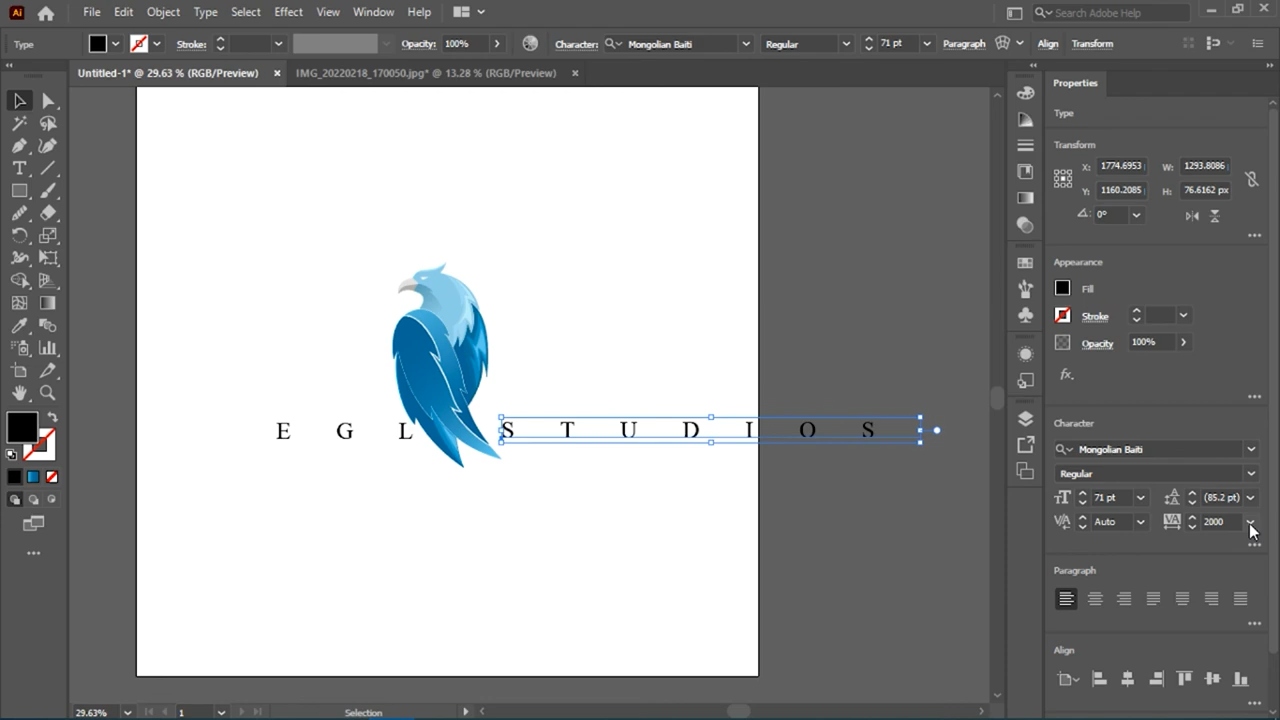 Ai File Edit Object Type Select Effect View Window Help Search Adobe Help
Type Stroke: Opacity: 100% Character: Mongolian Baiti Regular 71 pt Paragraph Align Transform
Untitled-1* @ 29.63 % (RGB/Preview) × IMG_20220218_170050.jpg* @ 13.28 % (RGB/Preview) ×
Properties
Type
Transform
X: 1774.6953 W: 1293.8086
Y: 1160.2085 H: 76.6162 px
0°
Appearance
Fill
Stroke
Opacity 100%
fx.
E G L S T U D I O S
Character
Mongolian Baiti
Regular
71 pt (85.2 pt)
Auto 2000
Paragraph
Align
29.63% 1 Selection